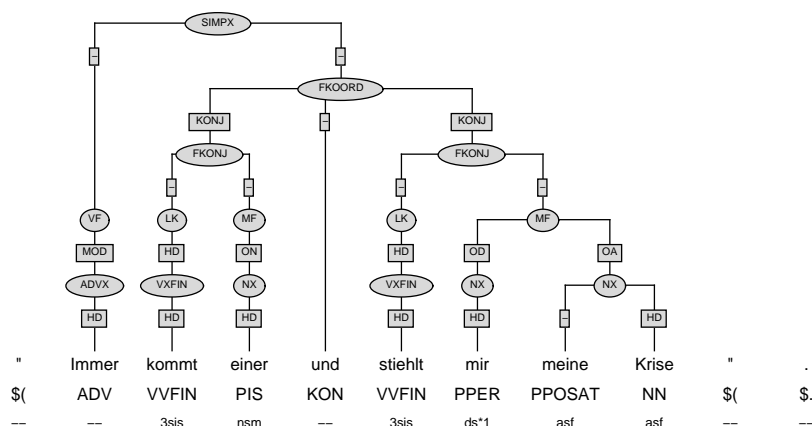 SIMPX
– –
FKOORD
KONJ – KONJ
FKONJ FKONJ
– – – –
VF LK MF LK MF
MOD HD ON HD OD OA
ADVX VXFIN NX VXFIN NX NX
HD HD HD HD HD – HD
" Immer kommt einer und stiehlt mir meine Krise " .
$( ADV VVFIN PIS KON VVFIN PPER PPOSAT NN $( $.
-- -- 3sis nsm -- 3sis ds*1 asf asf -- --